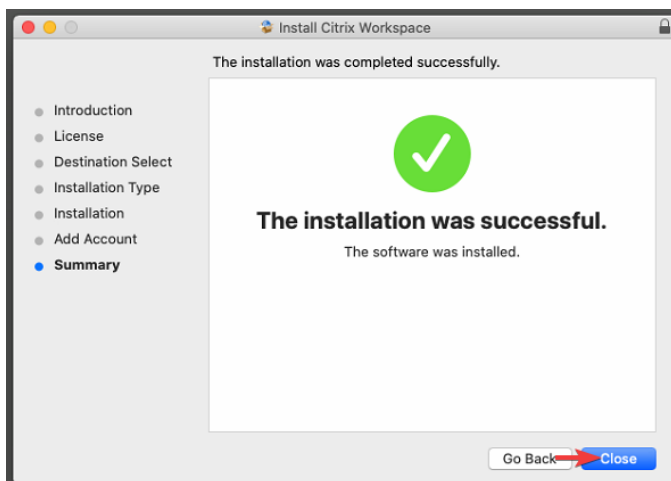 Install Citrix Workspace
The installation was completed successfully.
Introduction
License
Destination Select
Installation Type
Installation
Add Account
Summary
The installation was successful.
The software was installed.
Go Back
Close